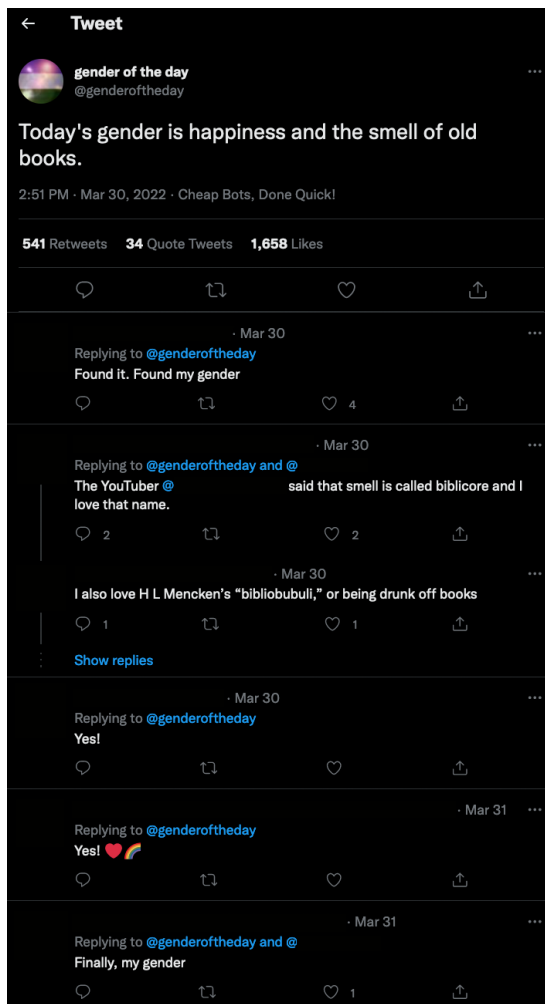 Tweet
gender of the day
@genderoftheday
Today's gender is happiness and the smell of old
books.
2:51 PM · Mar 30, 2022 · Cheap Bots, Done Quick!
541 Retweets 34 Quote Tweets 1,658 Likes
· Mar 30
Replying to @genderoftheday
Found it. Found my gender
4
· Mar 30
Replying to @genderoftheday and @
The YouTuber @ said that smell is called biblicore and I
love that name.
2 2
· Mar 30
I also love H L Mencken's “bibliobubuli,” or being drunk off books
1 1
Show replies
· Mar 30
Replying to @genderoftheday
Yes!
· Mar 31
Replying to @genderoftheday
Yes! ❤️🌈
· Mar 31
Replying to @genderoftheday and @
Finally, my gender
1